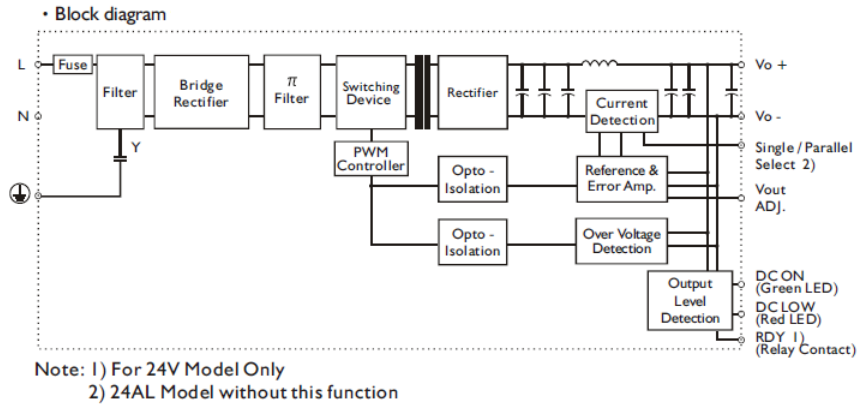 • Block diagram
L
Fuse
Filter
Bridge
Rectifier
π
Filter
Switching
Device
Rectifier
Vo +
N
Current
Detection
Vo -
Y
PWM
Controller
Single / Parallel
Select 2)
Opto -
Isolation
Reference &
Error Amp.
Vout
ADJ.
Opto -
Isolation
Over Voltage
Detection
Output
Level
Detection
DC ON
(Green LED)
DC LOW
(Red LED)
RDY 1)
(Relay Contact)
Note: 1) For 24V Model Only
2) 24AL Model without this function